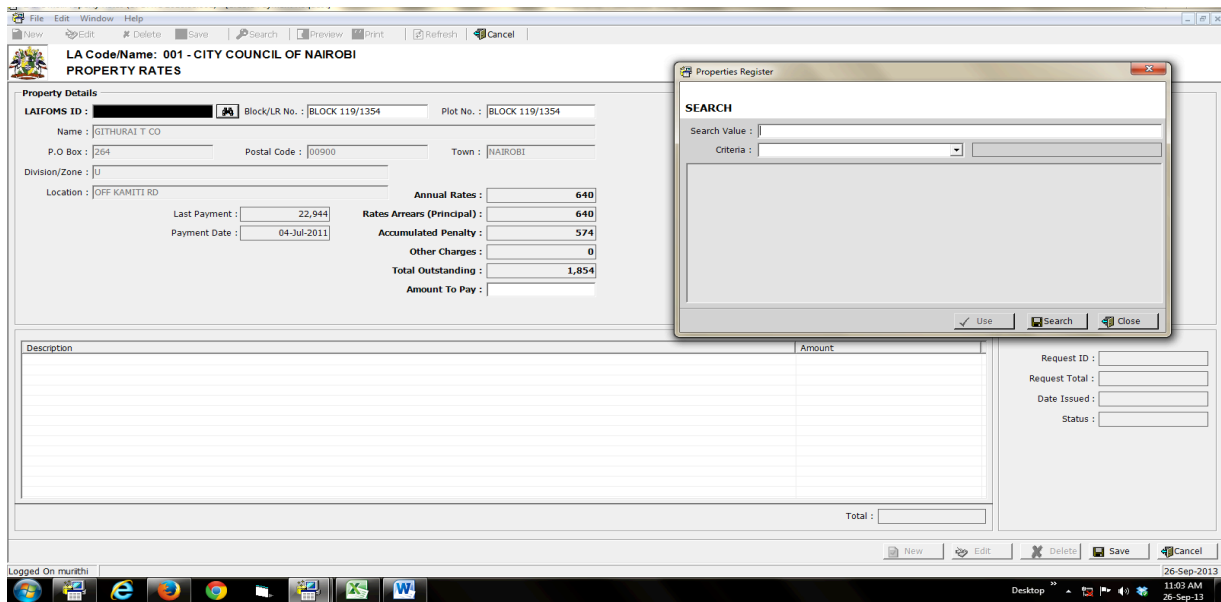 File Edit Window Help
New Edit Delete Save Search Preview Print Refresh Cancel
LA Code/Name: 001 - CITY COUNCIL OF NAIROBI
PROPERTY RATES
Property Details
LAIFOMS ID : Block/LR No. : BLOCK 119/1354 Plot No. : BLOCK 119/1354
Name : GITHURAI T CO
P.O Box : 264 Postal Code : 00900 Town : NAIROBI
Division/Zone : U
Location : OFF KAMITI RD
Annual Rates : 640
Last Payment : 22,944 Rates Arrears (Principal) : 640
Payment Date : 04-Jul-2011 Accumulated Penalty : 574
Other Charges : 0
Total Outstanding : 1,854
Amount To Pay :
Properties Register
SEARCH
Search Value :
Criteria :
Use Search Close
Description Amount
Request ID :
Request Total :
Date Issued :
Status :
Total :
New Edit Delete Save Cancel
Logged On muriithi 26-Sep-2013
Desktop 11:03 AM
26-Sep-13